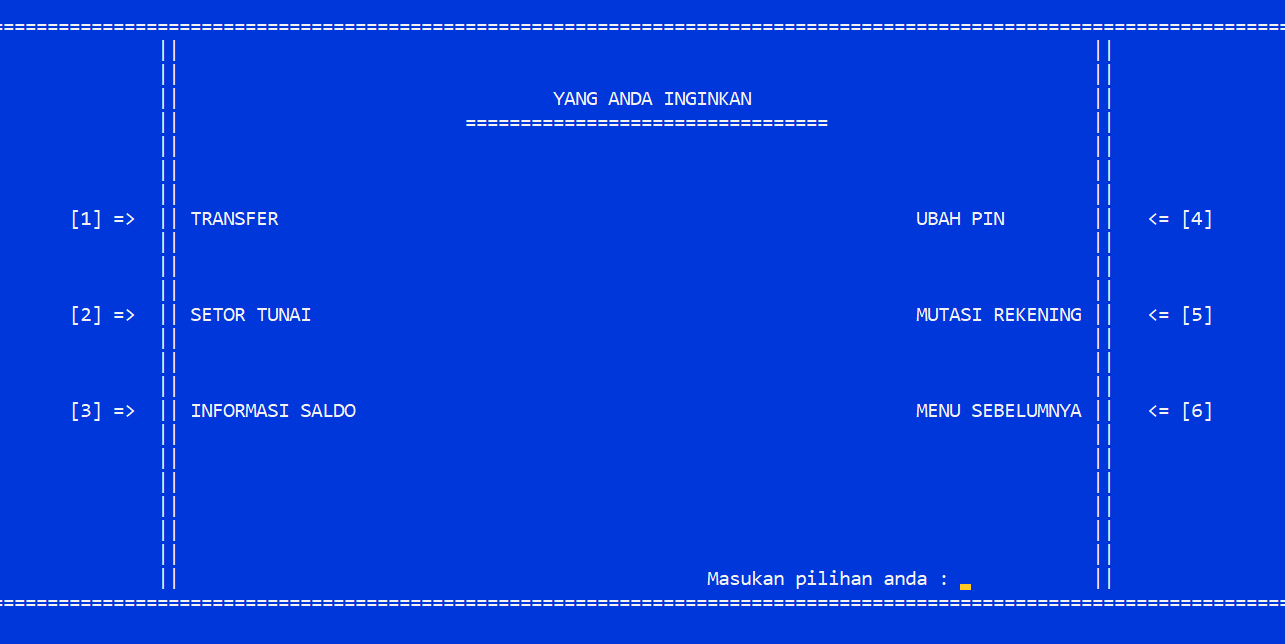 YANG ANDA INGINKAN
=================================
[1] => || TRANSFER UBAH PIN || <= [4]
[2] => || SETOR TUNAI MUTASI REKENING || <= [5]
[3] => || INFORMASI SALDO MENU SEBELUMNYA || <= [6]
Masukan pilihan anda :